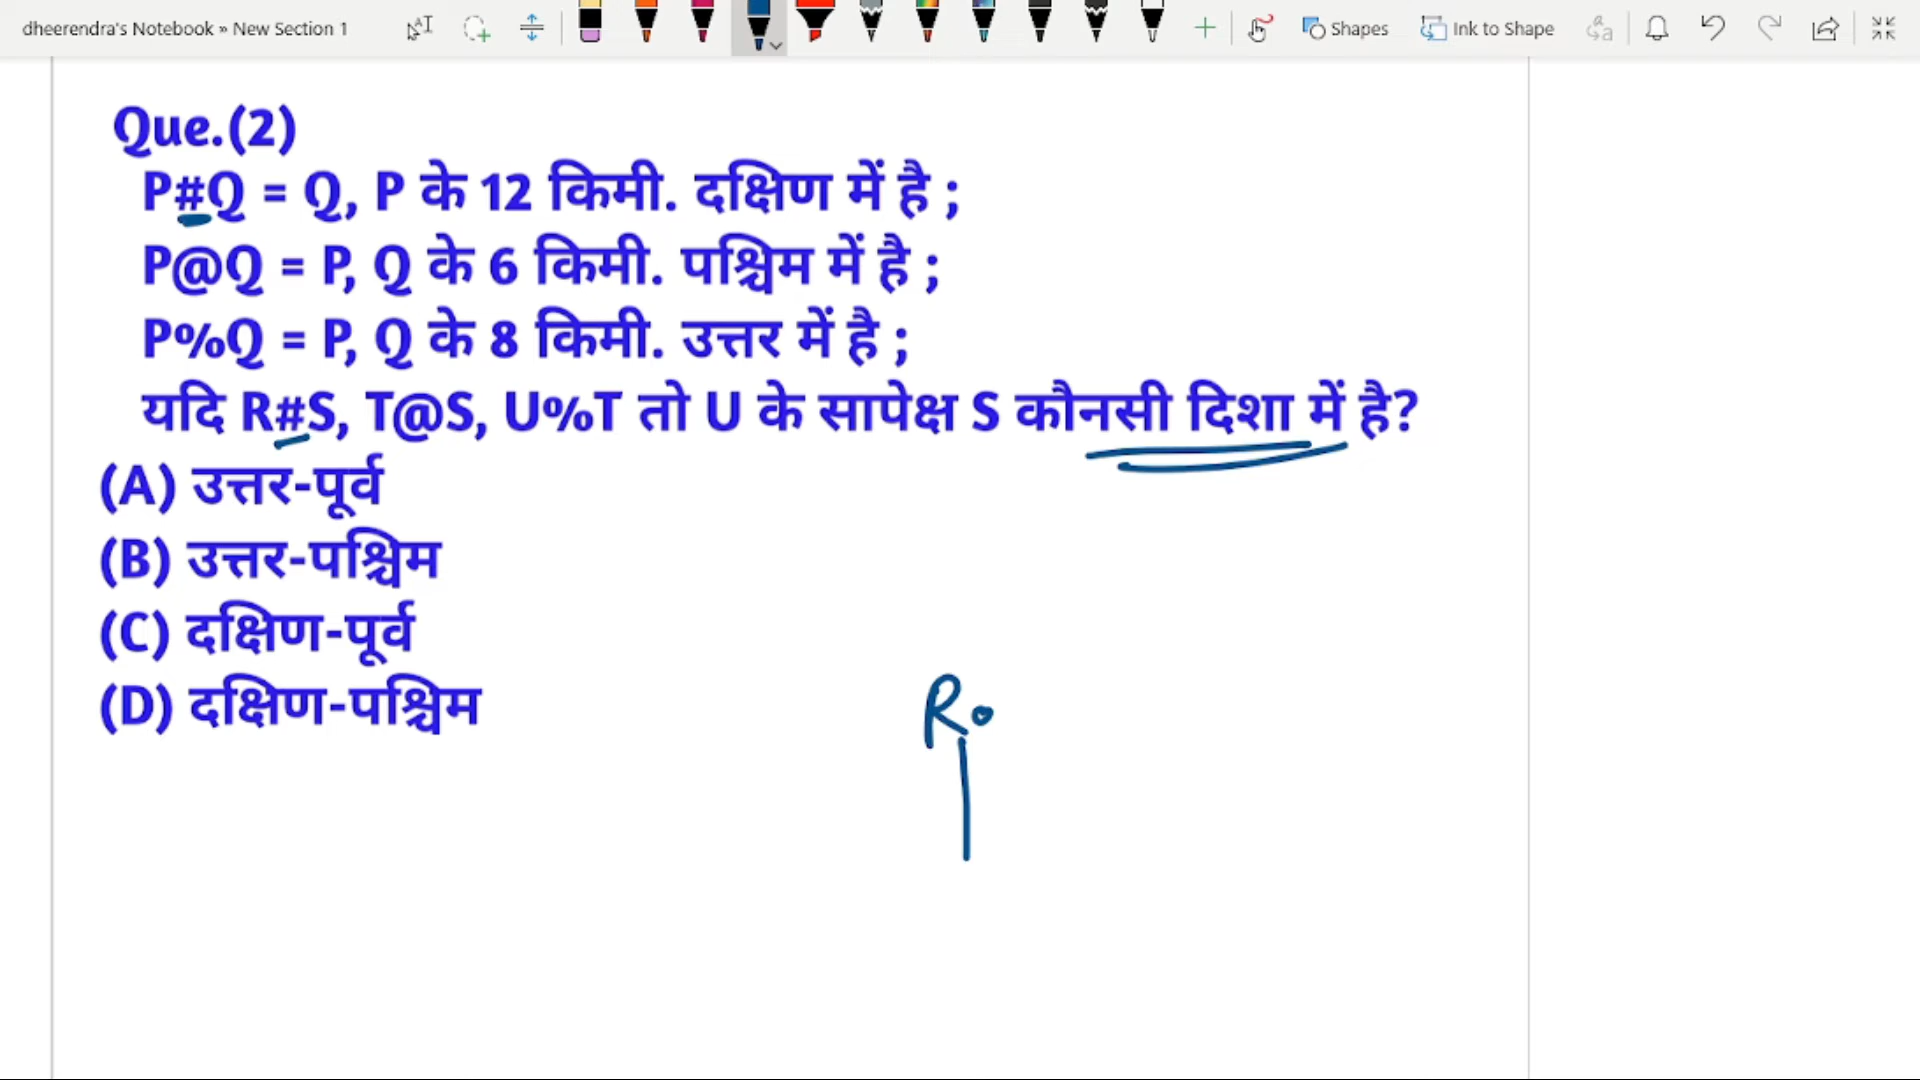 dheerendra's Notebook » New Section 1
Shapes
Ink to Shape
Que.(2)
P#Q = Q, P के 12 किमी. दक्षिण में है ;
P@Q = P, Q के 6 किमी. पश्चिम में है ;
P%Q = P, Q के 8 किमी. उत्तर में है ;
यदि R#S, T@S, U%T तो U के सापेक्ष S कौनसी दिशा में है?
(A) उत्तर-पूर्व
(B) उत्तर-पश्चिम
(C) दक्षिण-पूर्व
(D) दक्षिण-पश्चिम
R